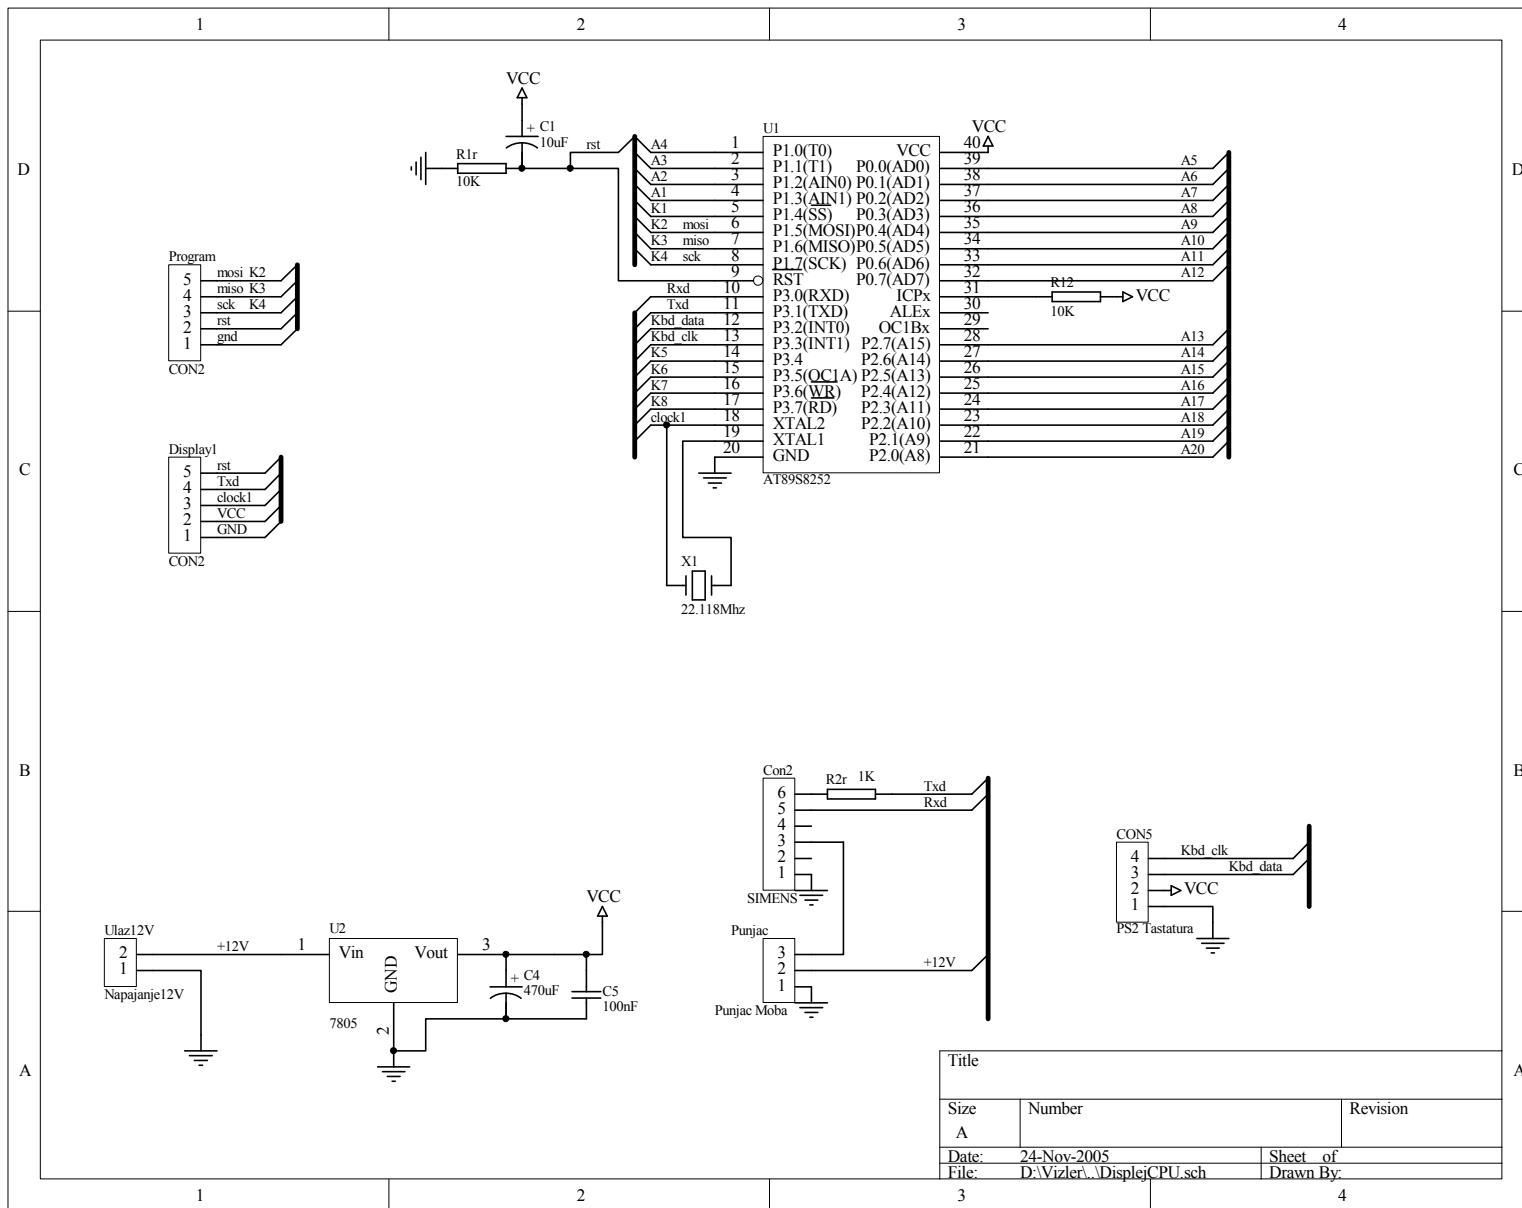 1 2 3 4
D D
C C
B B
A A
1 2 3 4
VCC
+ C1
10uF
R1r
10K
rst
U1
VCC
A4 1 P1.0(T0) VCC 40
A3 2 P1.1(T1) P0.0(AD0) 39 A5
A2 3 P1.2(AIN0) P0.1(AD1) 38 A6
A1 4 P1.3(AIN1) P0.2(AD2) 37 A7
K1 5 P1.4(SS) P0.3(AD3) 36 A8
K2 mosi 6 P1.5(MOSI) P0.4(AD4) 35 A9
K3 miso 7 P1.6(MISO) P0.5(AD5) 34 A10
K4 sck 8 P1.7(SCK) P0.6(AD6) 33 A11
9 RST P0.7(AD7) 32 A12
Rxd 10 P3.0(RXD) ICPx 31 R12 10K VCC
Txd 11 P3.1(TXD) ALEx 30
Kbd_data 12 P3.2(INT0) OC1Bx 29
Kbd_clk 13 P3.3(INT1) P2.7(A15) 28 A13
K5 14 P3.4 P2.6(A14) 27 A14
K6 15 P3.5(OC1A) P2.5(A13) 26 A15
K7 16 P3.6(WR) P2.4(A12) 25 A16
K8 17 P3.7(RD) P2.3(A11) 24 A17
clock1 18 XTAL2 P2.2(A10) 23 A18
19 XTAL1 P2.1(A9) 22 A19
20 GND P2.0(A8) 21 A20
AT89S8252
X1
22.118Mhz
Program
5 mosi K2
4 miso K3
3 sck K4
2 rst
1 gnd
CON2
Display1
5 rst
4 Txd
3 clock1
2 VCC
1 GND
CON2
Con2
6 R2r 1K Txd
5 Rxd
4
3
2
1
SIMENS
Punjac
3
2 +12V
1
Punjac Moba
CON5
4 Kbd_clk
3 Kbd_data
2 VCC
1
PS2 Tastatura
Ulaz12V
2 +12V
1
Napajanje12V
U2
1 Vin Vout 3
GND
2
7805
VCC
+ C4
470uF
C5
100nF
Title
Size Number Revision
A
Date: 24-Nov-2005 Sheet of
File: D:\Vizler\..\DisplejCPU.sch Drawn By: